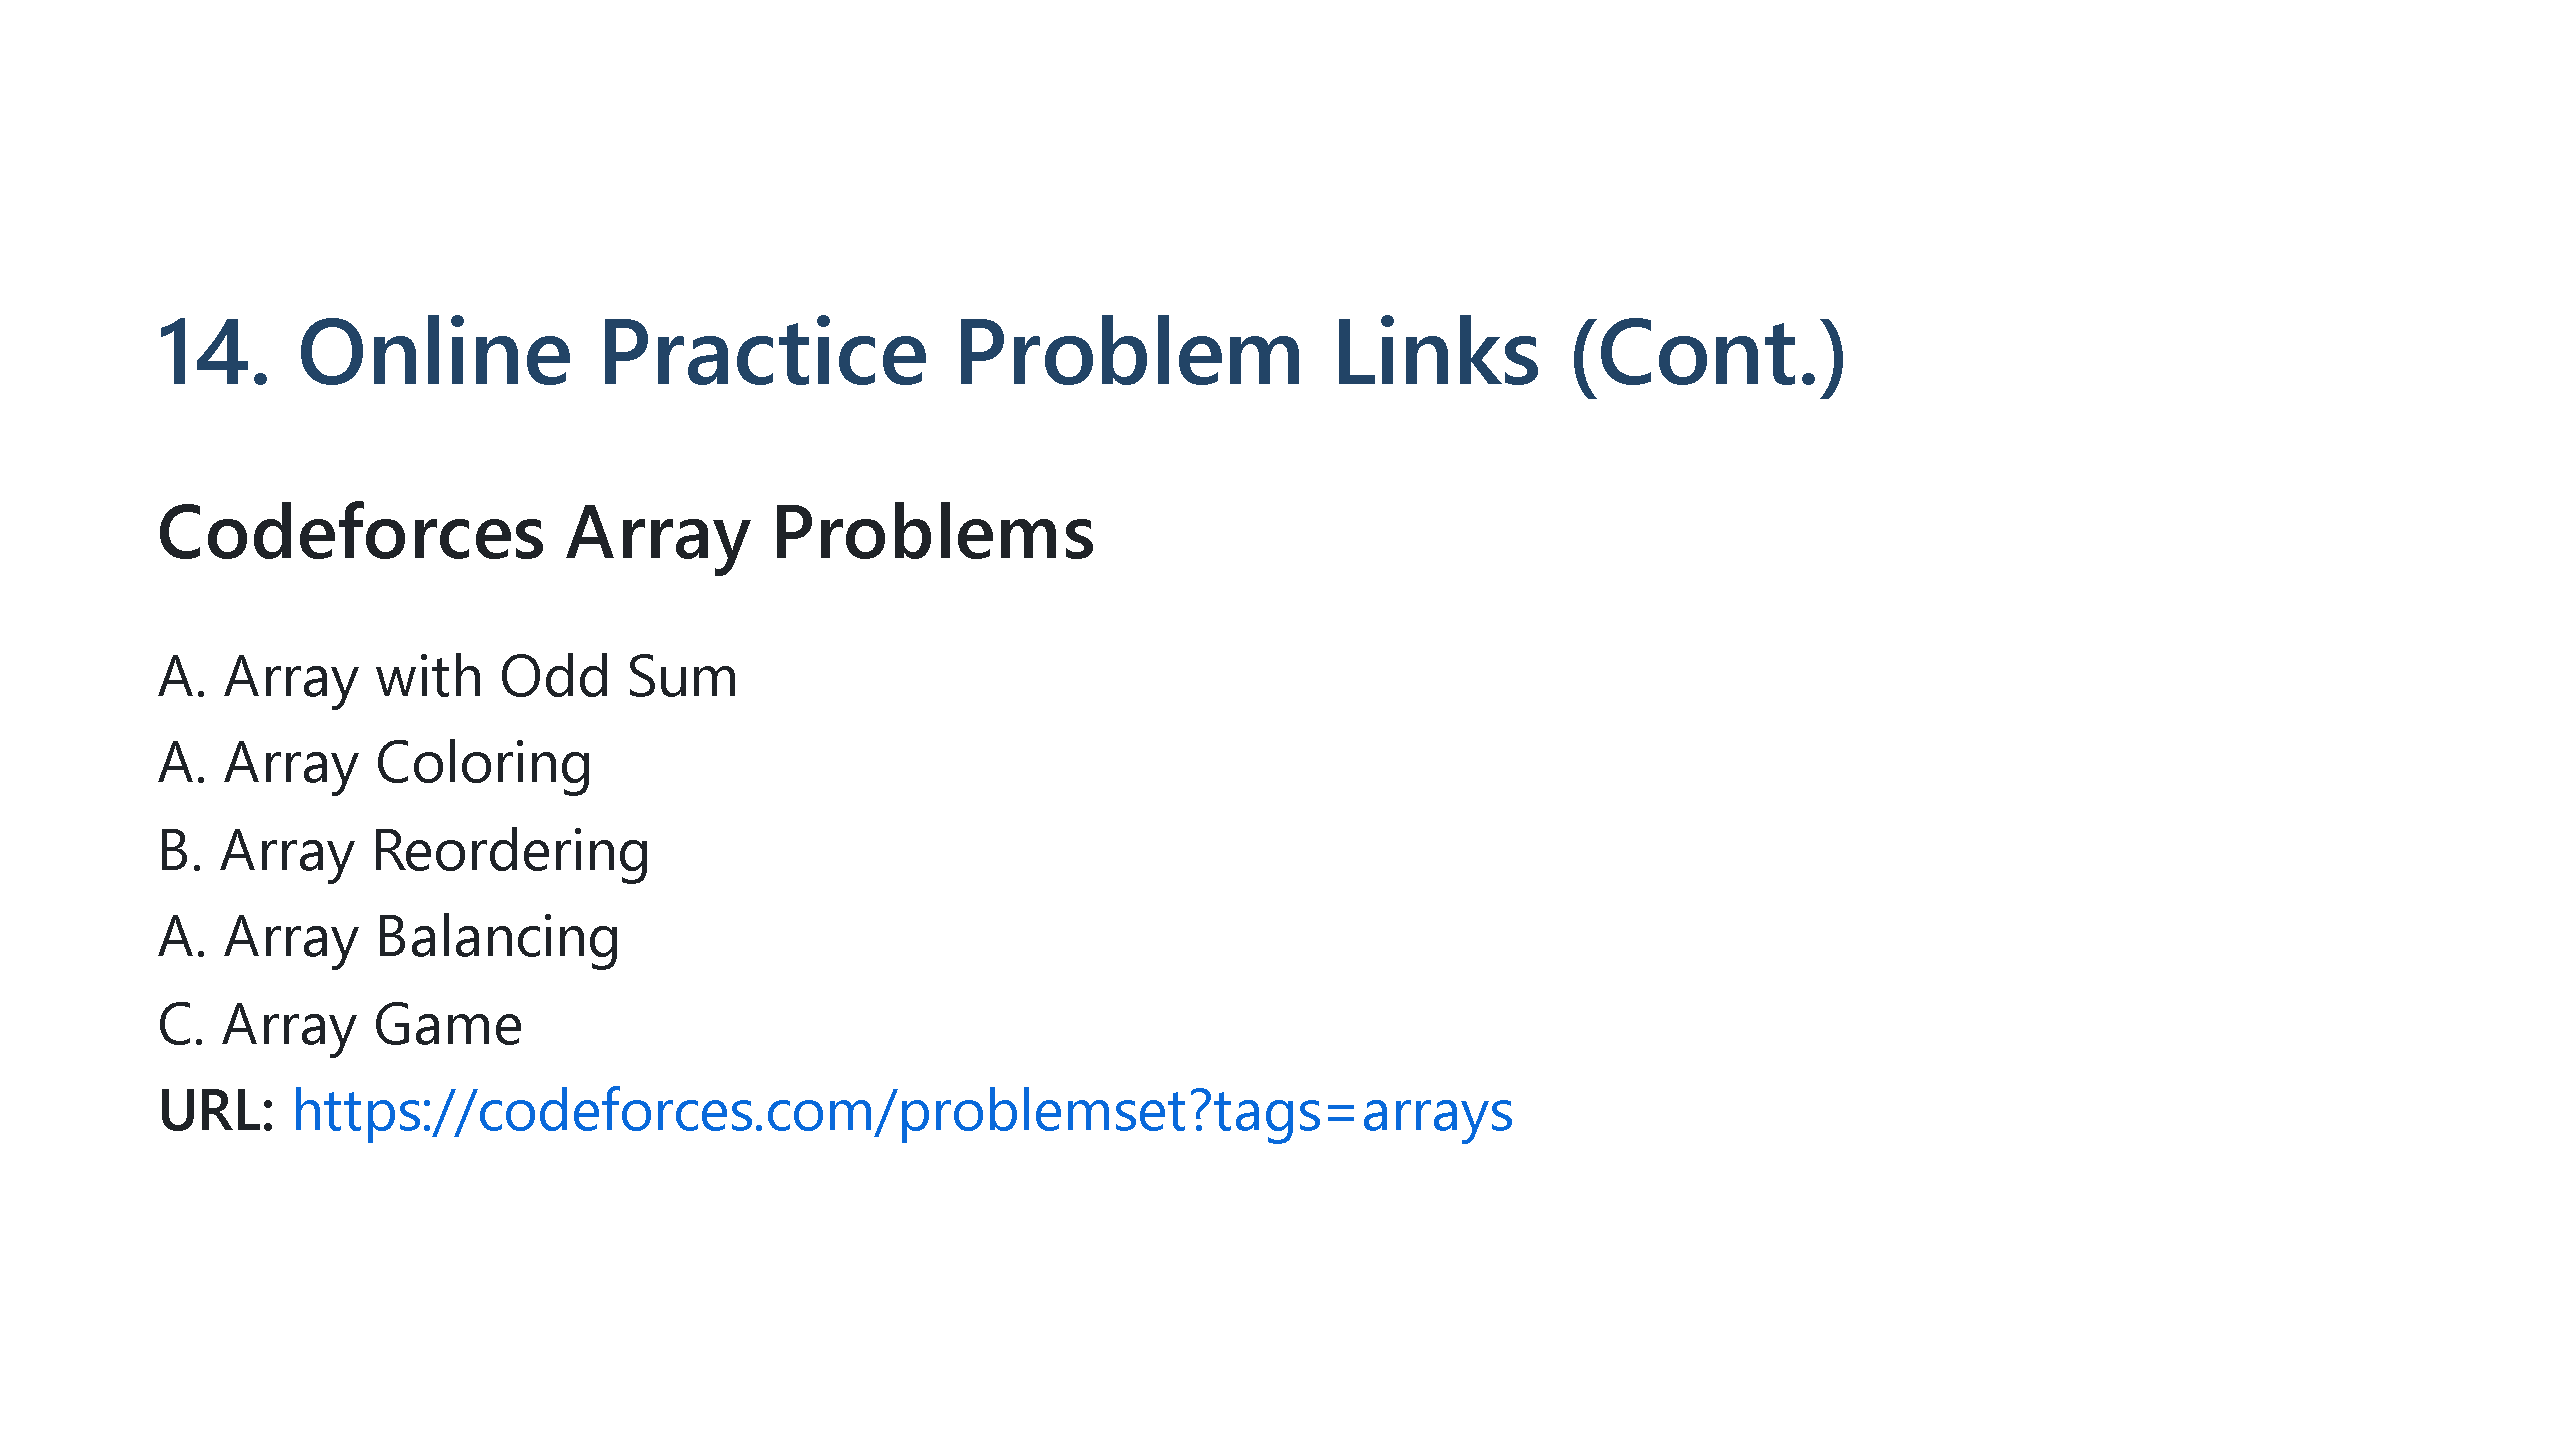 14. Online Practice Problem Links (Cont.)
Codeforces Array Problems
A. Array with Odd Sum
A. Array Coloring
B. Array Reordering
A. Array Balancing
C. Array Game
URL: https://codeforces.com/problemset?tags=arrays